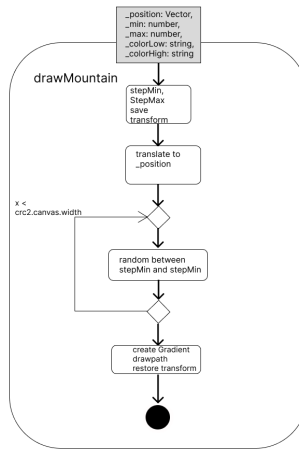 _position: Vector,
_min: number,
_max: number,
_colorLow: string,
_colorHigh: string
drawMountain
stepMin,
StepMax
save
transform
translate to
_position
x <
crc2.canvas.width
random between
stepMin and stepMin
create Gradient
drawpath
restore transform